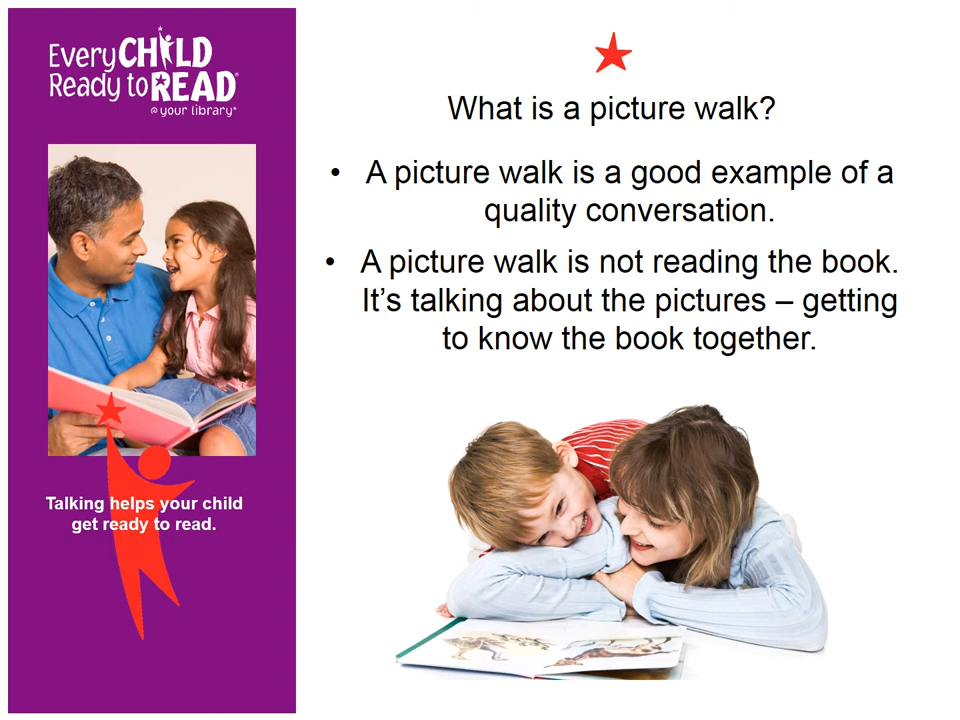 Every CHILD
Ready to READ®
@ your library®
Talking helps your child
get ready to read.
What is a picture walk?
• A picture walk is a good example of a
quality conversation.
• A picture walk is not reading the book.
It’s talking about the pictures – getting
to know the book together.